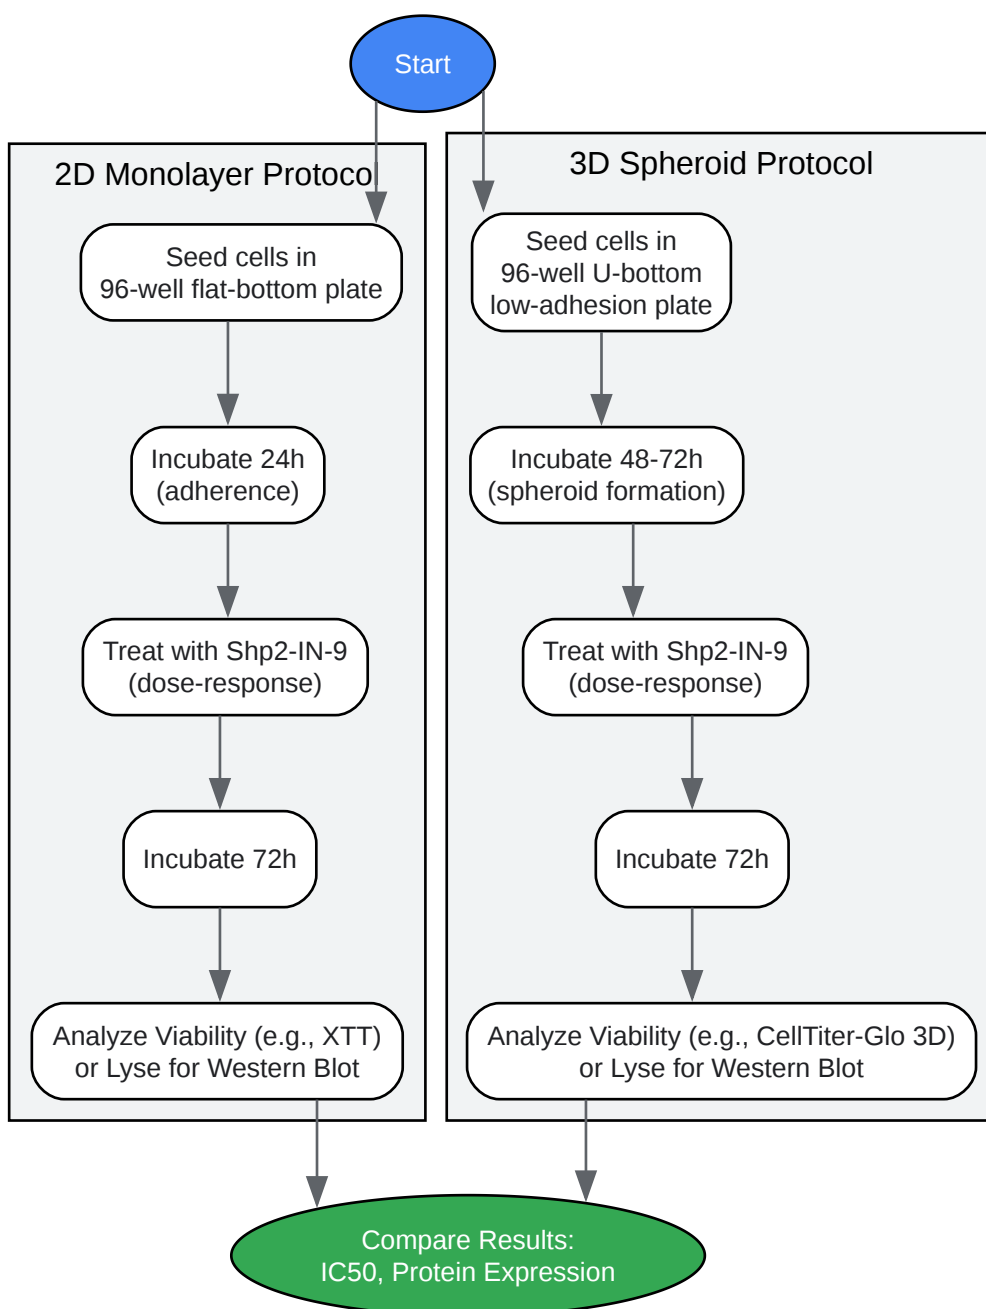 Start
2D Monolayer Protocol
Seed cells in
96-well flat-bottom plate
Incubate 24h
(adherence)
Treat with Shp2-IN-9
(dose-response)
Incubate 72h
Analyze Viability (e.g., XTT)
or Lyse for Western Blot
3D Spheroid Protocol
Seed cells in
96-well U-bottom
low-adhesion plate
Incubate 48-72h
(spheroid formation)
Treat with Shp2-IN-9
(dose-response)
Incubate 72h
Analyze Viability (e.g., CellTiter-Glo 3D)
or Lyse for Western Blot
Compare Results:
IC50, Protein Expression